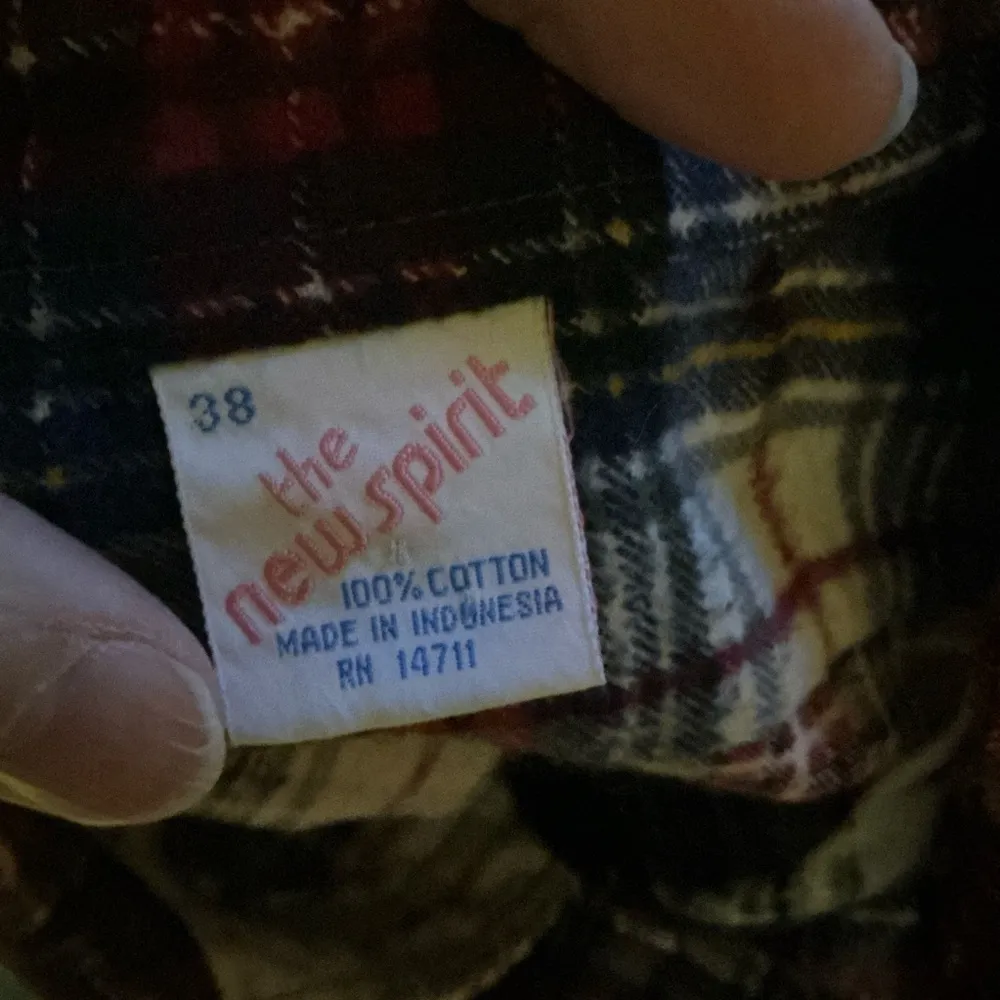 38
the
new spirit
100% COTTON
MADE IN INDONESIA
RN 14711